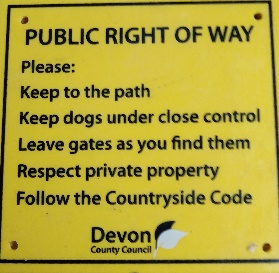 PUBLIC RIGHT OF WAY
Please:
Keep to the path
Keep dogs under close control
Leave gates as you find them
Respect private property
Follow the Countryside Code
Devon
County Council